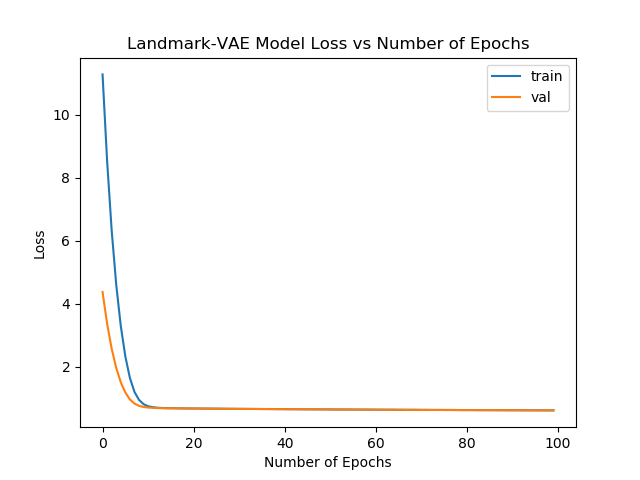 Landmark-VAE Model Loss vs Number of Epochs
train
val
10
8
6
4
2
Loss
0 20 40 60 80 100
Number of Epochs